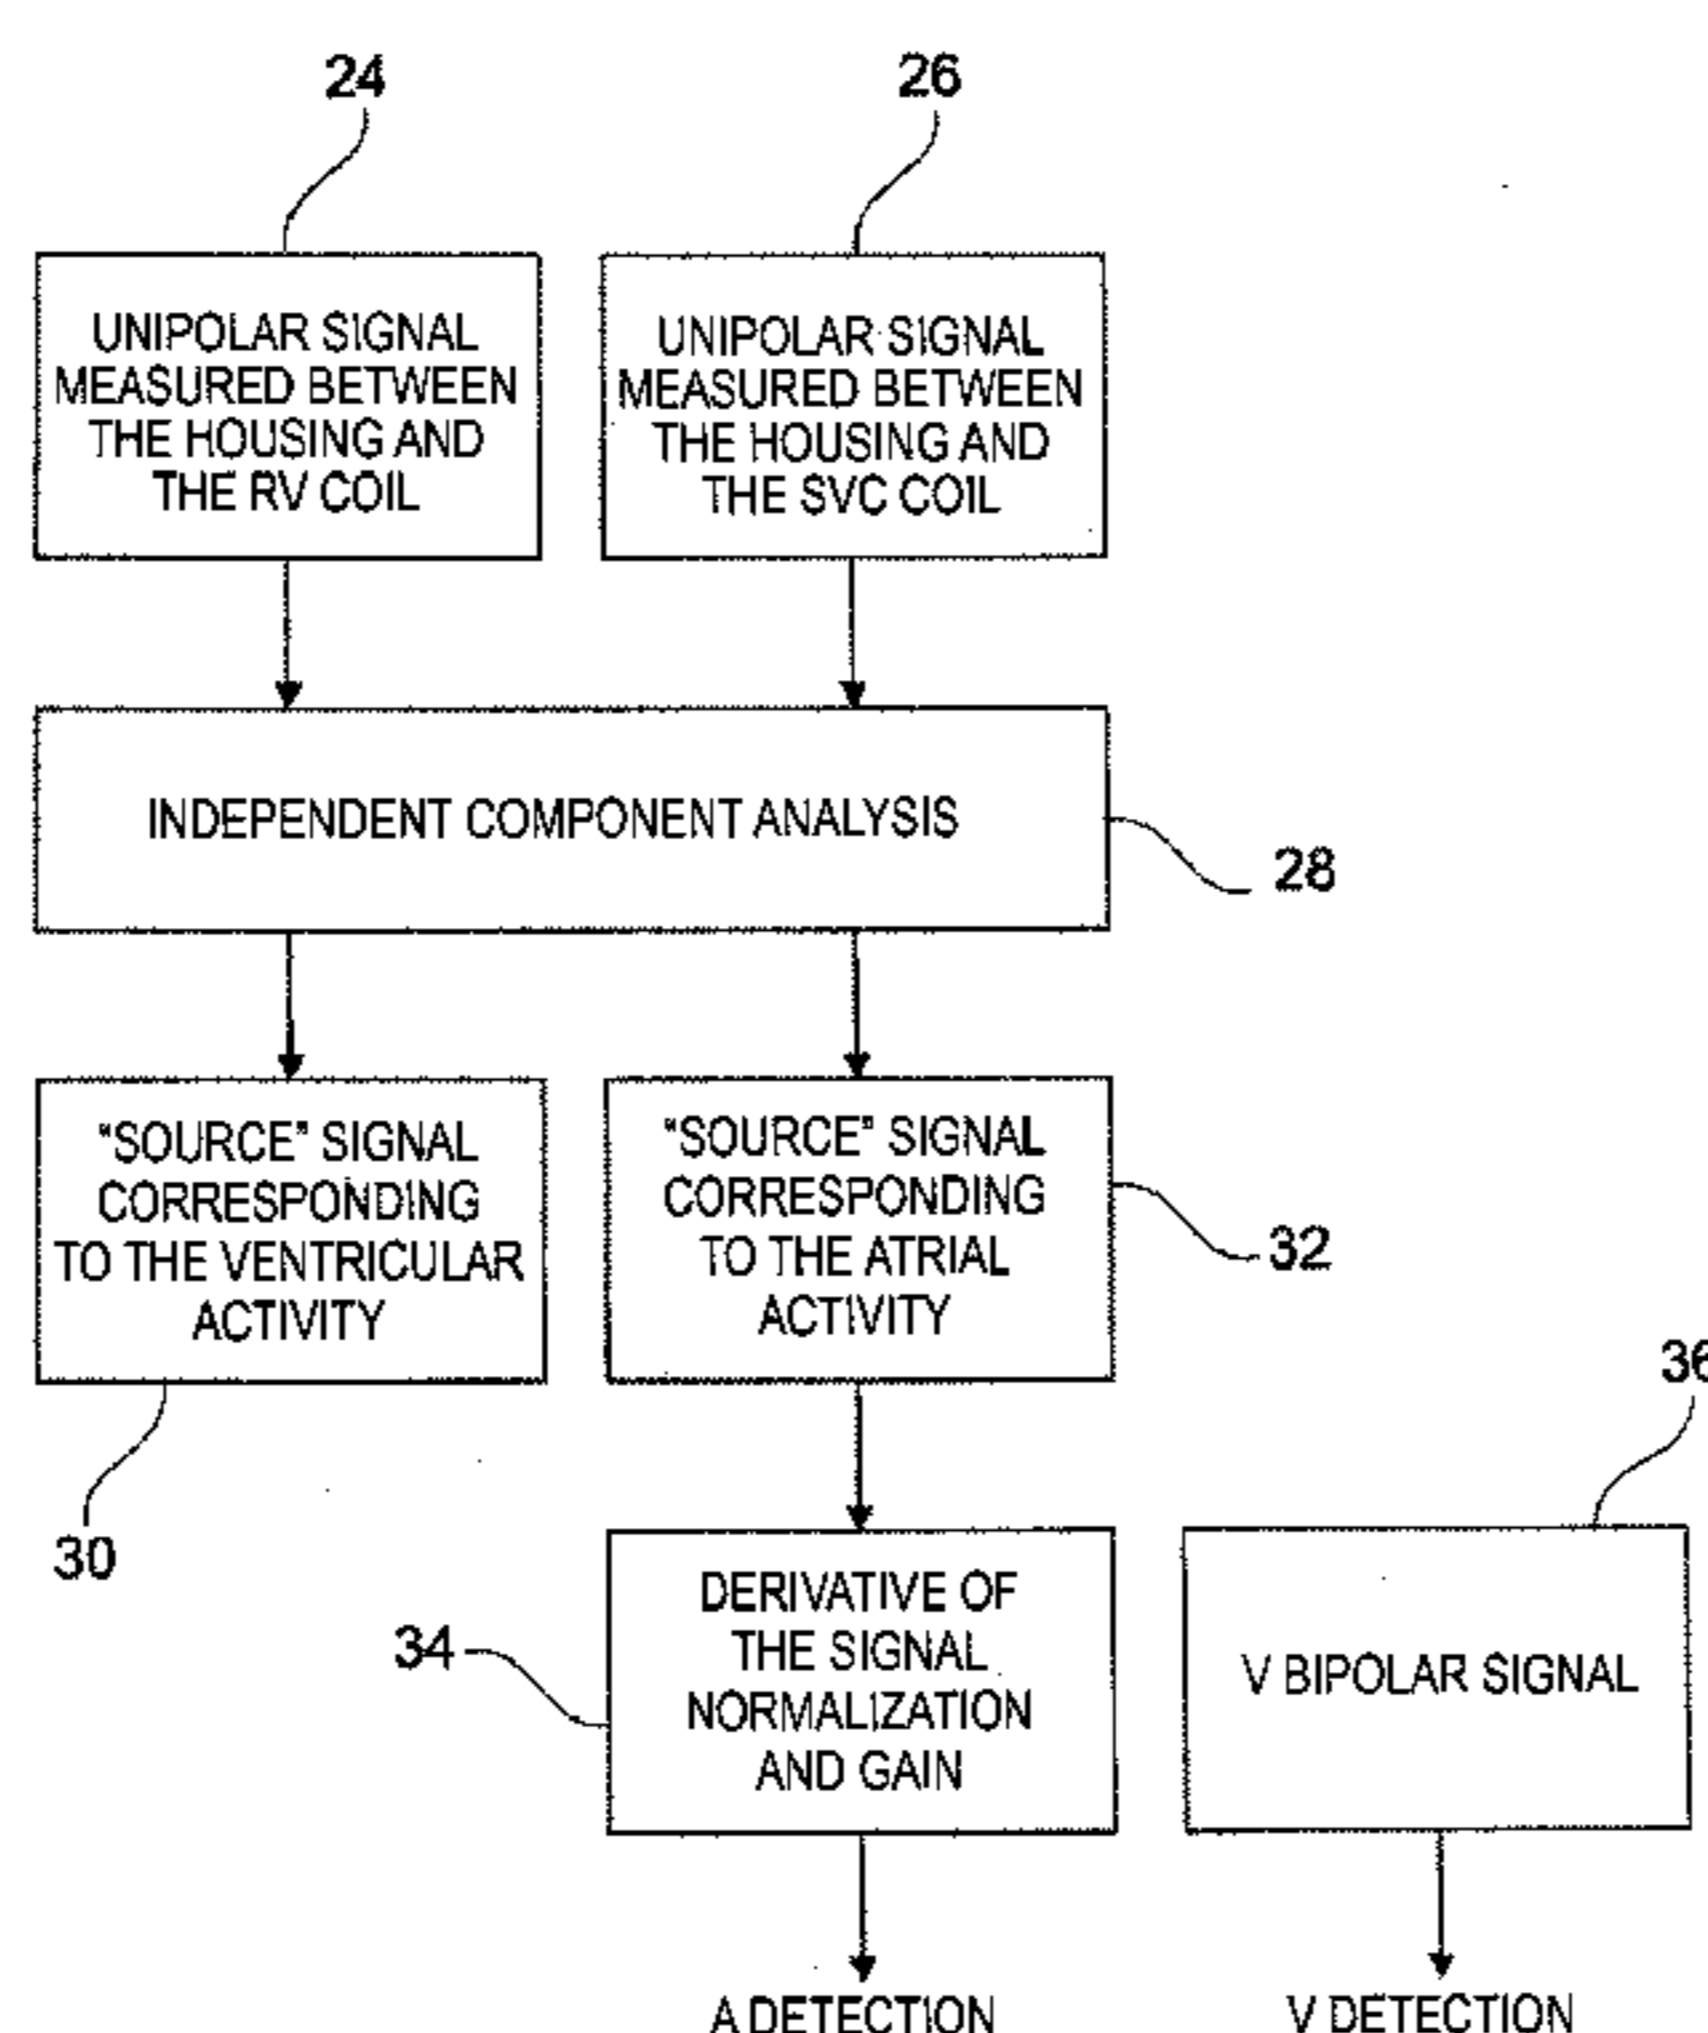 24
26
UNIPOLAR SIGNAL
MEASURED BETWEEN
THE HOUSING AND
THE RV COIL
UNIPOLAR SIGNAL
MEASURED BETWEEN
THE HOUSING AND
THE SVC COIL
INDEPENDENT COMPONENT ANALYSIS
28
"SOURCE" SIGNAL
CORRESPONDING
TO THE VENTRICULAR
ACTIVITY
"SOURCE" SIGNAL
CORRESPONDING
TO THE ATRIAL
ACTIVITY
32
36
30
34
DERIVATIVE OF
THE SIGNAL
NORMALIZATION
AND GAIN
V BIPOLAR SIGNAL
A DETECTION
V DETECTION